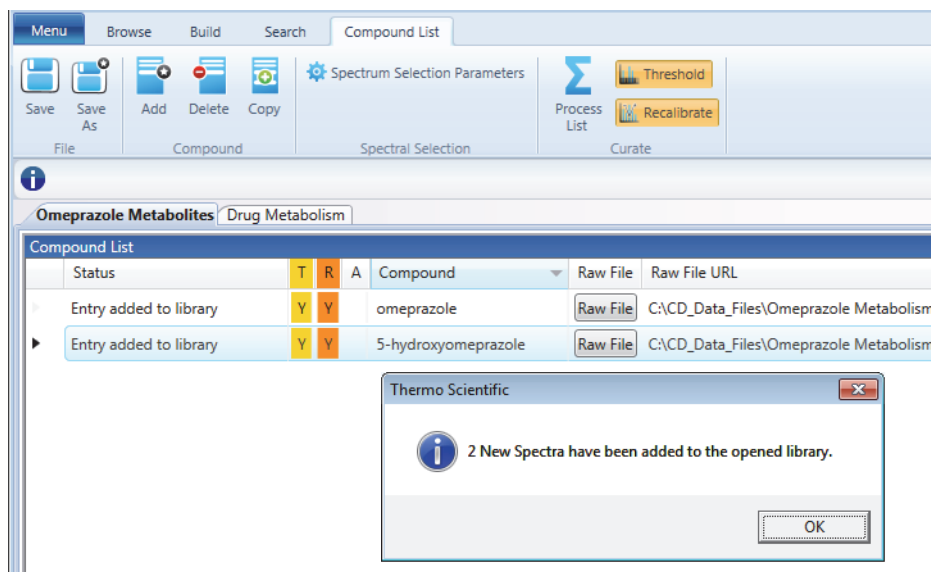 Menu Browse Build Search Compound List
Save Save As Add Delete Copy Spectrum Selection Parameters Process List Threshold Recalibrate
File Compound Spectral Selection Curate
Omeprazole Metabolites Drug Metabolism
Compound List
Status T R A Compound Raw File Raw File URL
Entry added to library Y Y omeprazole Raw File C:\CD_Data_Files\Omeprazole Metabolism
Entry added to library Y Y 5-hydroxyomeprazole Raw File C:\CD_Data_Files\Omeprazole Metabolism
Thermo Scientific
2 New Spectra have been added to the opened library.
OK